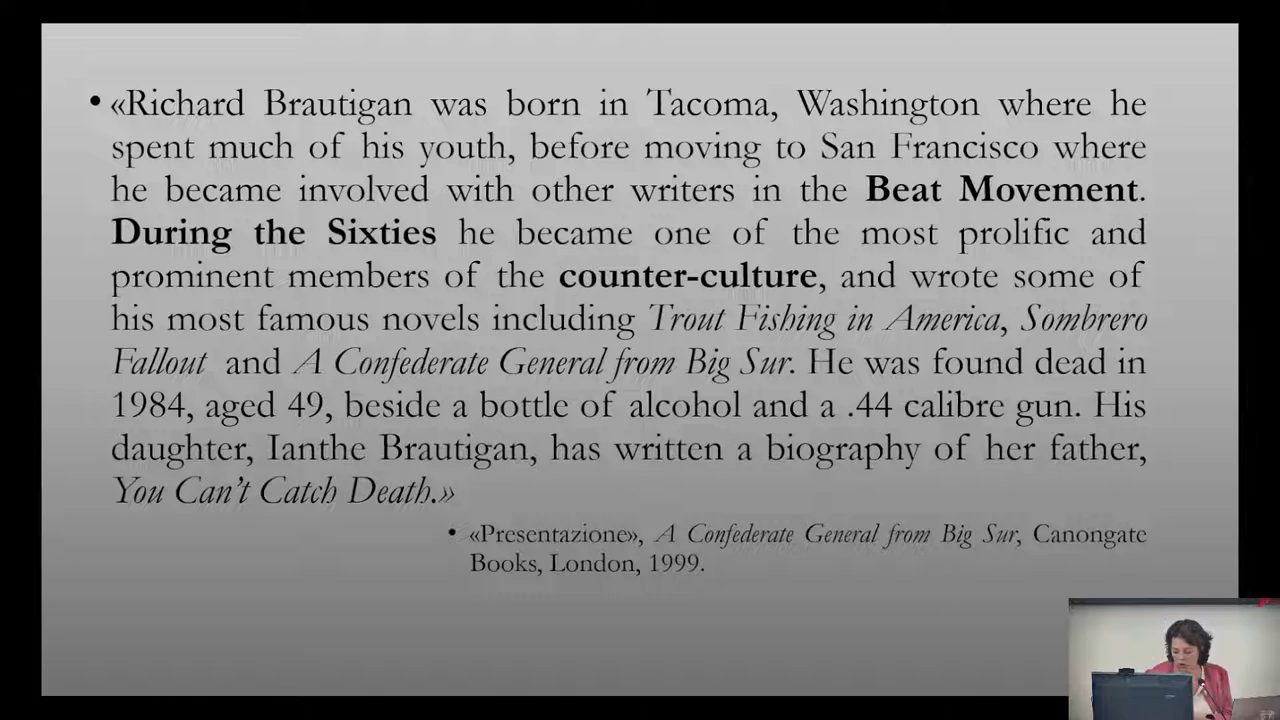 • «Richard Brautigan was born in Tacoma, Washington where he
spent much of his youth, before moving to San Francisco where
he became involved with other writers in the Beat Movement.
During the Sixties he became one of the most prolific and
prominent members of the counter-culture, and wrote some of
his most famous novels including Trout Fishing in America, Sombrero
Fallout and A Confederate General from Big Sur. He was found dead in
1984, aged 49, beside a bottle of alcohol and a .44 calibre gun. His
daughter, Ianthe Brautigan, has written a biography of her father,
You Can't Catch Death.»
• «Presentazione», A Confederate General from Big Sur, Canongate
Books, London, 1999.